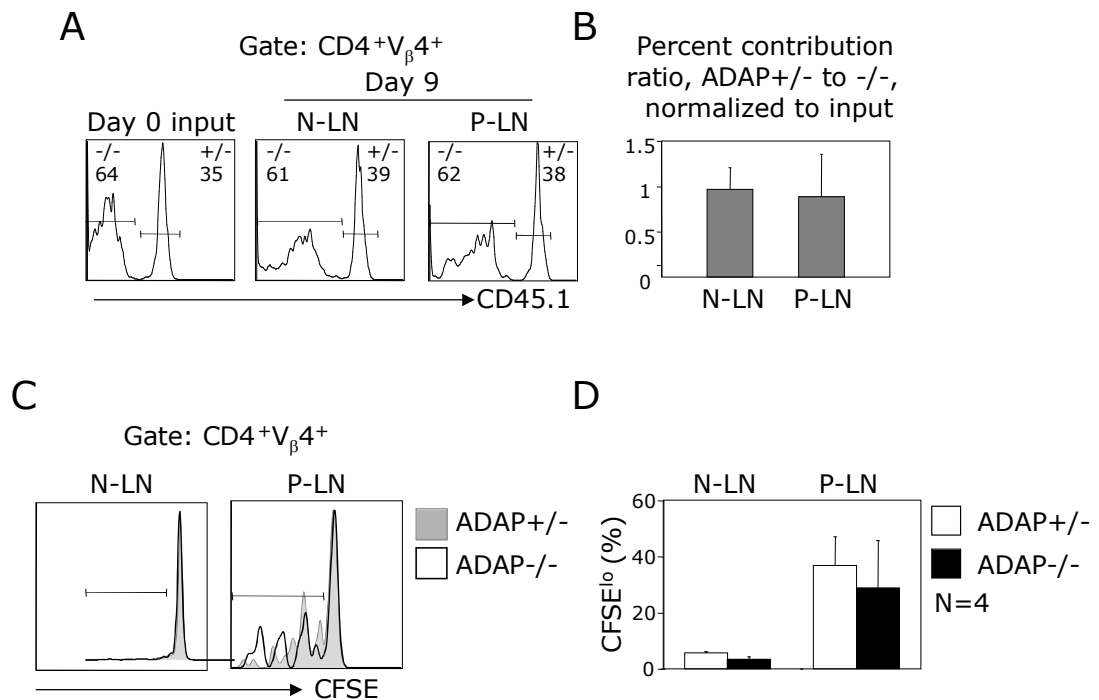 A
Gate: CD4⁺Vβ4⁺
Day 9
Day 0 input
N-LN
P-LN
-/-
64
+/-
35
-/-
61
+/-
39
-/-
62
+/-
38
CD45.1
B
Percent contribution
ratio, ADAP+/- to -/-,
normalized to input
1.5
1
0.5
0
N-LN
P-LN
C
Gate: CD4⁺Vβ4⁺
N-LN
P-LN
ADAP+/-
ADAP-/-
CFSE
D
N-LN
P-LN
CFSEˡᵒ (%)
60
40
20
0
ADAP+/-
ADAP-/-
N=4